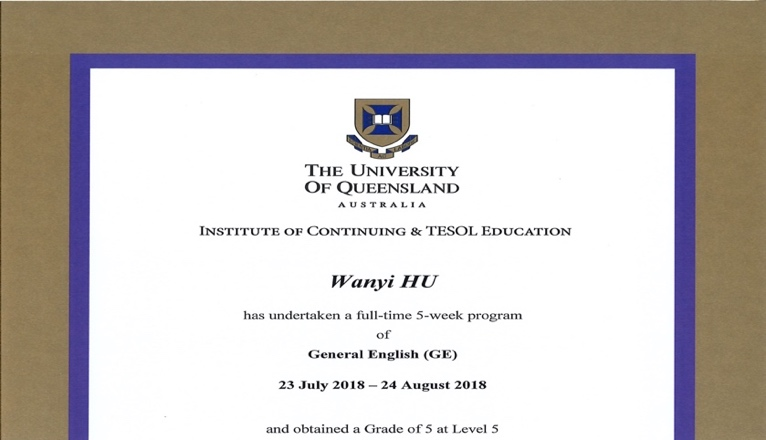 THE UNIVERSITY
OF QUEENSLAND
AUSTRALIA
INSTITUTE OF CONTINUING & TESOL EDUCATION
Wanyi HU
has undertaken a full-time 5-week program
of
General English (GE)
23 July 2018 – 24 August 2018
and obtained a Grade of 5 at Level 5